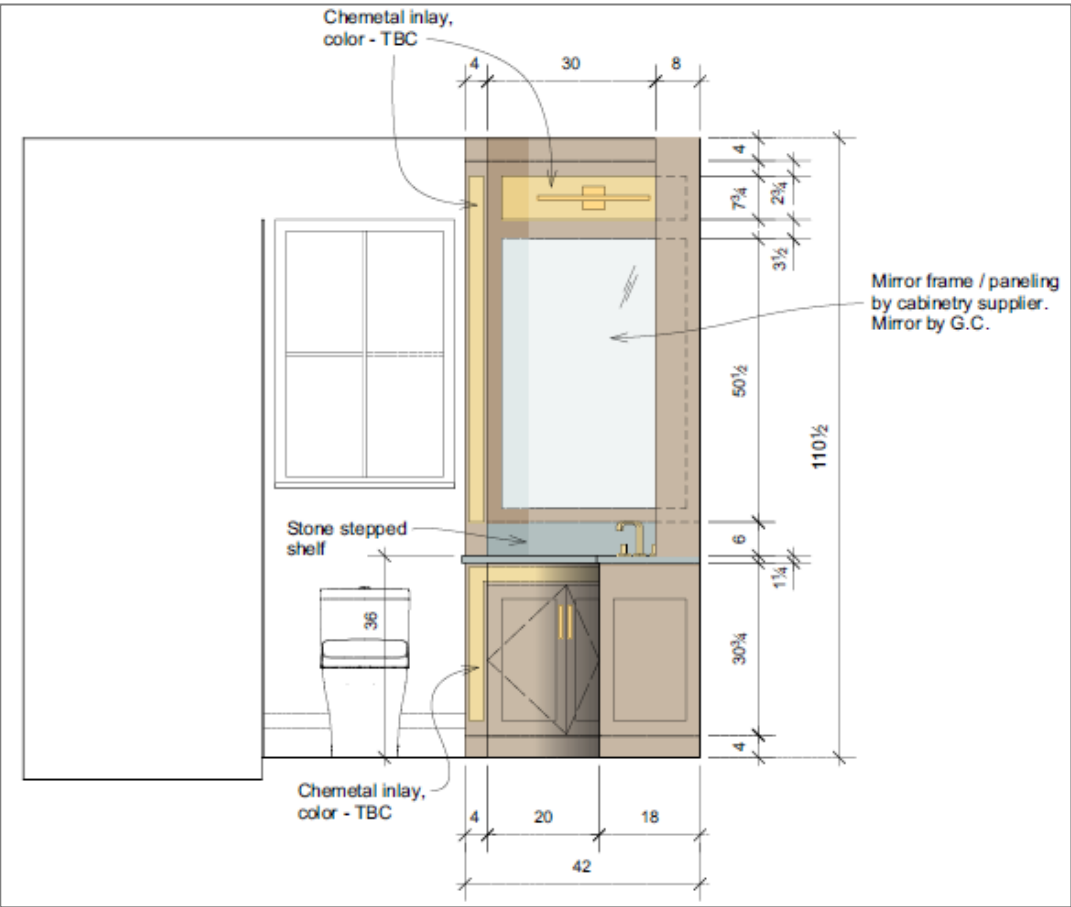 Chemetal inlay,
color - TBC
4 30 8
4
2¾
7¾
3½
Mirror frame / paneling
by cabinetry supplier.
Mirror by G.C.
50½
110½
Stone stepped
shelf
6
1¼
36
30¾
4
Chemetal inlay,
color - TBC
4 20 18
42